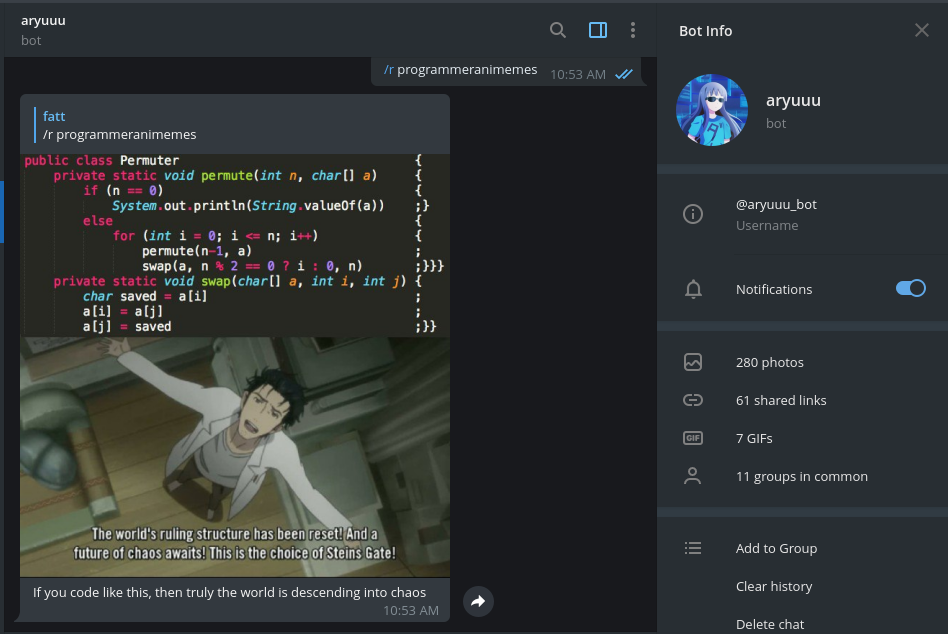 aryuuu
bot
/r programmeranimemes 10:53 AM
fatt
/r programmeranimemes
public class Permuter {
private static void permute(int n, char[] a) {
if (n == 0) {
System.out.println(String.valueOf(a)) ;}
else {
for (int i = 0; i <= n; i++) {
permute(n-1, a) ;
swap(a, n % 2 == 0 ? i : 0, n) ;}}}
private static void swap(char[] a, int i, int j) {
char saved = a[i] ;
a[i] = a[j] ;
a[j] = saved ;}}
The world's ruling structure has been reset! And a
future of chaos awaits! This is the choice of Steins Gate!
If you code like this, then truly the world is descending into chaos
10:53 AM
Bot Info
aryuuu
bot
@aryuuu_bot
Username
Notifications
280 photos
61 shared links
GIF 7 GIFs
11 groups in common
Add to Group
Clear history
Delete chat